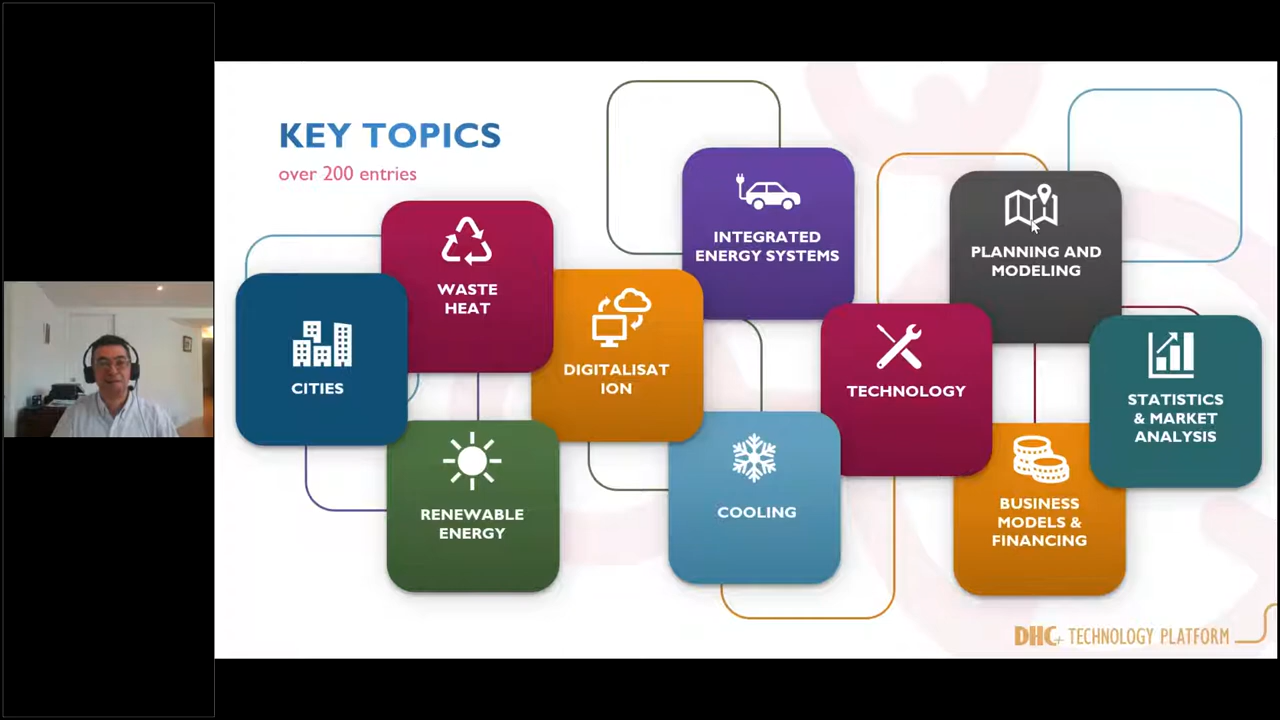 KEY TOPICS
over 200 entries
CITIES
WASTE
HEAT
RENEWABLE
ENERGY
DIGITALISAT
ION
INTEGRATED
ENERGY SYSTEMS
COOLING
TECHNOLOGY
PLANNING AND
MODELING
BUSINESS
MODELS &
FINANCING
STATISTICS
& MARKET
ANALYSIS
DHC+ TECHNOLOGY PLATFORM